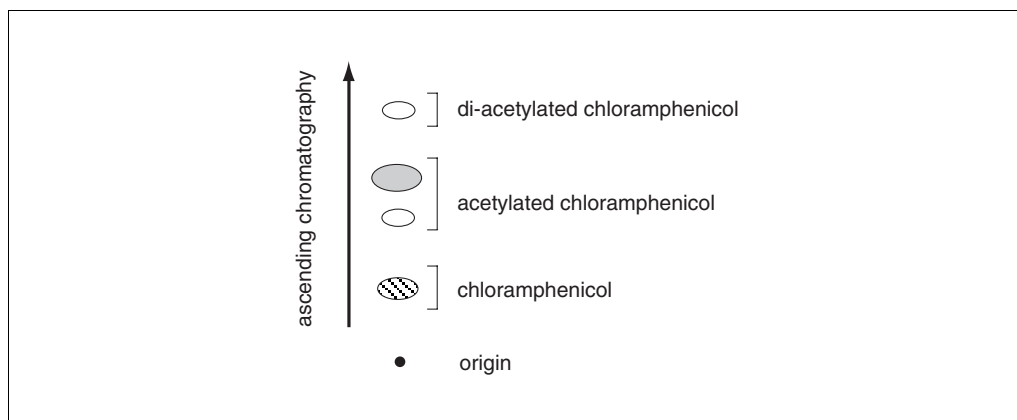 ascending chromatography
di-acetylated chloramphenicol
acetylated chloramphenicol
chloramphenicol
origin